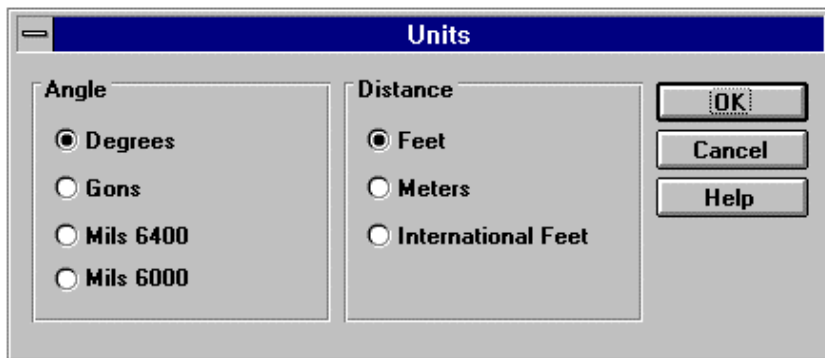 Units
Angle
Degrees
Gons
Mils 6400
Mils 6000
Distance
Feet
Meters
International Feet
OK
Cancel
Help